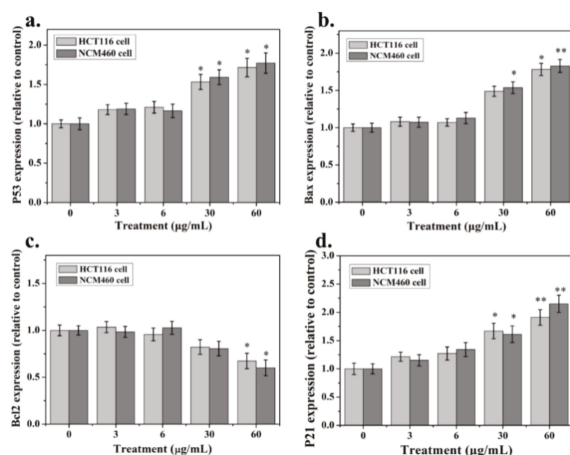 a.
HCT116 cell
NCM460 cell
P53 expression (relative to control)
2.0
1.5
1.0
0.5
0.0
* * * *
0 3 6 30 60
Treatment (μg/mL)
b.
HCT116 cell
NCM460 cell
Bax expression (relative to control)
2.0
1.5
1.0
0.5
0.0
* * **
0 3 6 30 60
Treatment (μg/mL)
c.
HCT116 cell
NCM460 cell
Bcl2 expression (relative to control)
1.5
1.0
0.5
0.0
* *
0 3 6 30 60
Treatment (μg/mL)
d.
HCT116 cell
NCM460 cell
P21 expression (relative to control)
2.5
2.0
1.5
1.0
0.5
0.0
* * ** **
0 3 6 30 60
Treatment (μg/mL)